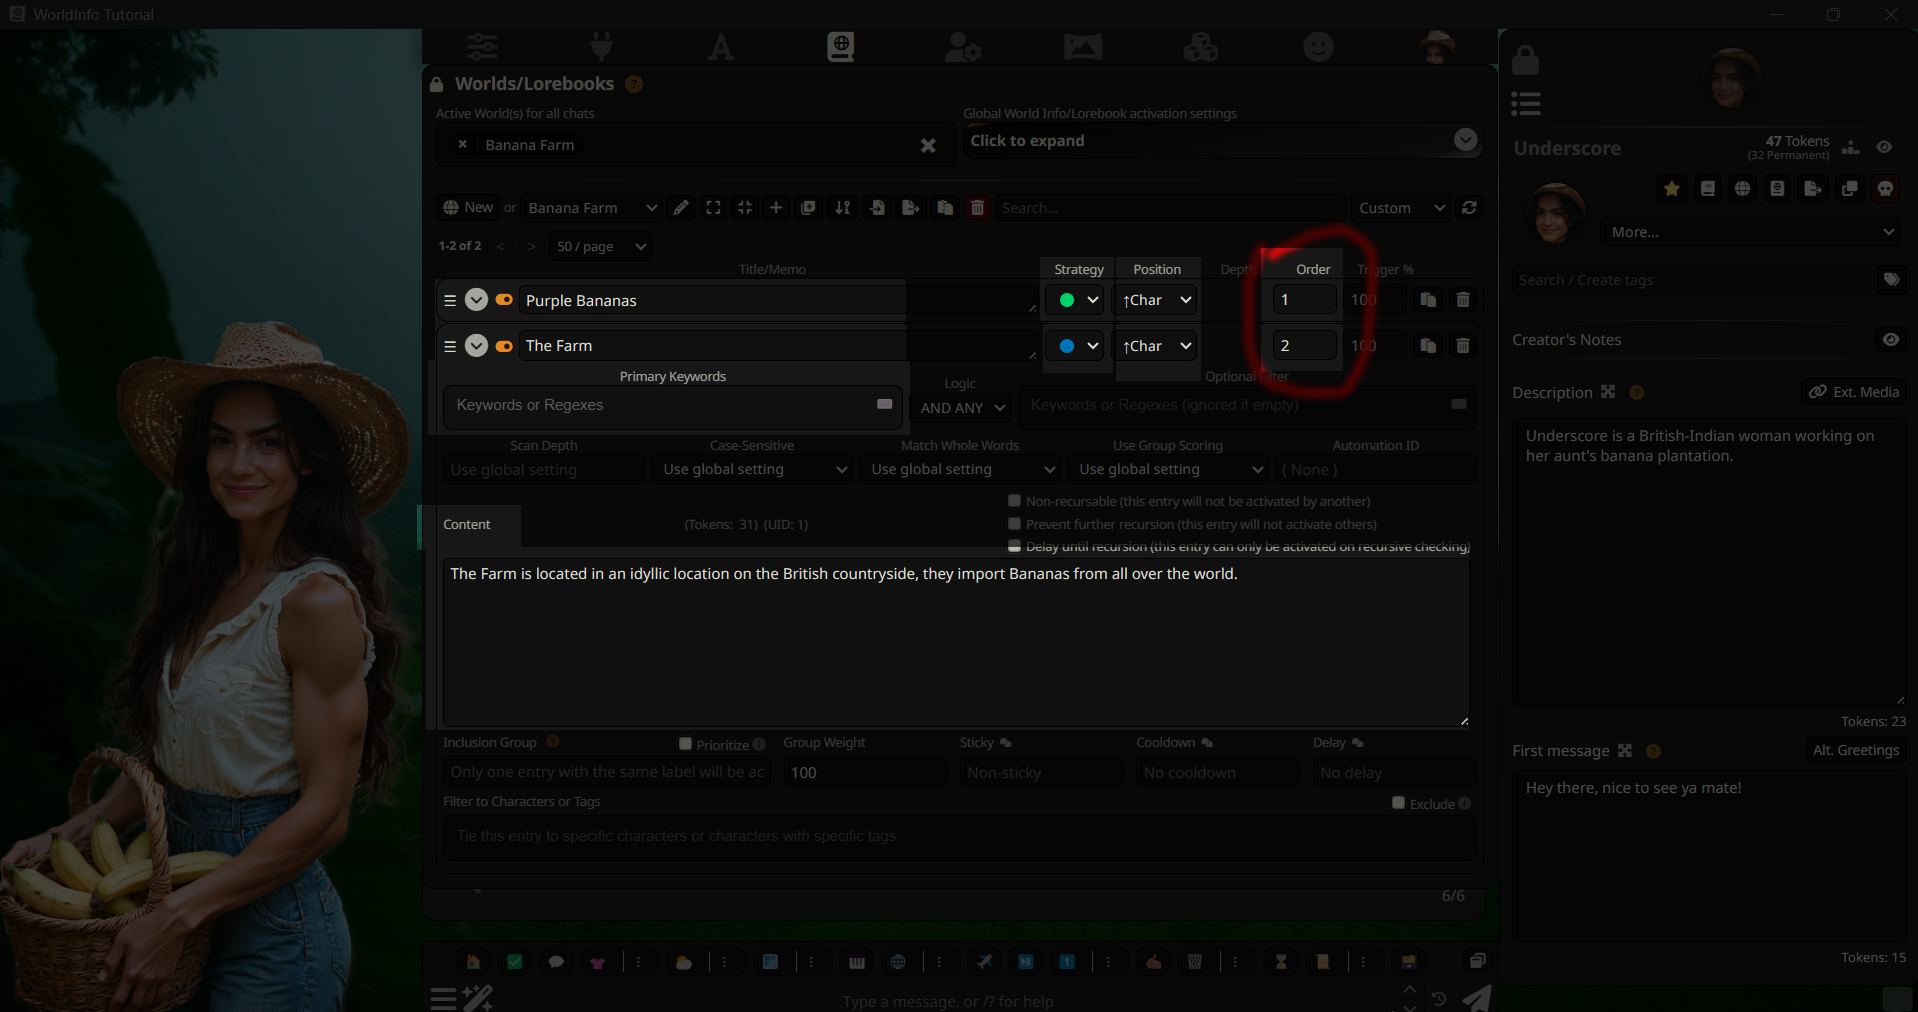 WorldInfo Tutorial
Worlds/Lorebooks ?
Active World(s) for all chats
Global World Info/Lorebook activation settings
× Banana Farm
Click to expand
New or Banana Farm
Search...
Custom
1-2 of 2 < > 50 / page
Title/Memo Strategy Position Depth Order Trigger %
Purple Bananas ↑Char 1 100
The Farm ↑Char 2 100
Primary Keywords
Logic
Optional Filter
Keywords or Regexes
AND ANY
Keywords or Regexes (ignored if empty)
Scan Depth Case-Sensitive Match Whole Words Use Group Scoring Automation ID
Use global setting Use global setting Use global setting Use global setting ( None )
Non-recursable (this entry will not be activated by another)
Content (Tokens: 31) (UID: 1)
Prevent further recursion (this entry will not activate others)
Delay until recursion (this entry can only be activated on recursive checking)
The Farm is located in an idyllic location on the British countryside, they import Bananas from all over the world.
Inclusion Group ? Prioritize Group Weight Sticky Cooldown Delay
Only one entry with the same label will be ac 100 Non-sticky No cooldown No delay
Filter to Characters or Tags
Exclude
Tie this entry to specific characters or characters with specific tags
6/6
Type a message, or /? for help
Underscore
47 Tokens
(32 Permanent)
More...
Search / Create tags
Creator's Notes
Description ? Ext. Media
Underscore is a British-Indian woman working on
her aunt's banana plantation.
Tokens: 23
First message ? Alt. Greetings
Hey there, nice to see ya mate!
Tokens: 15